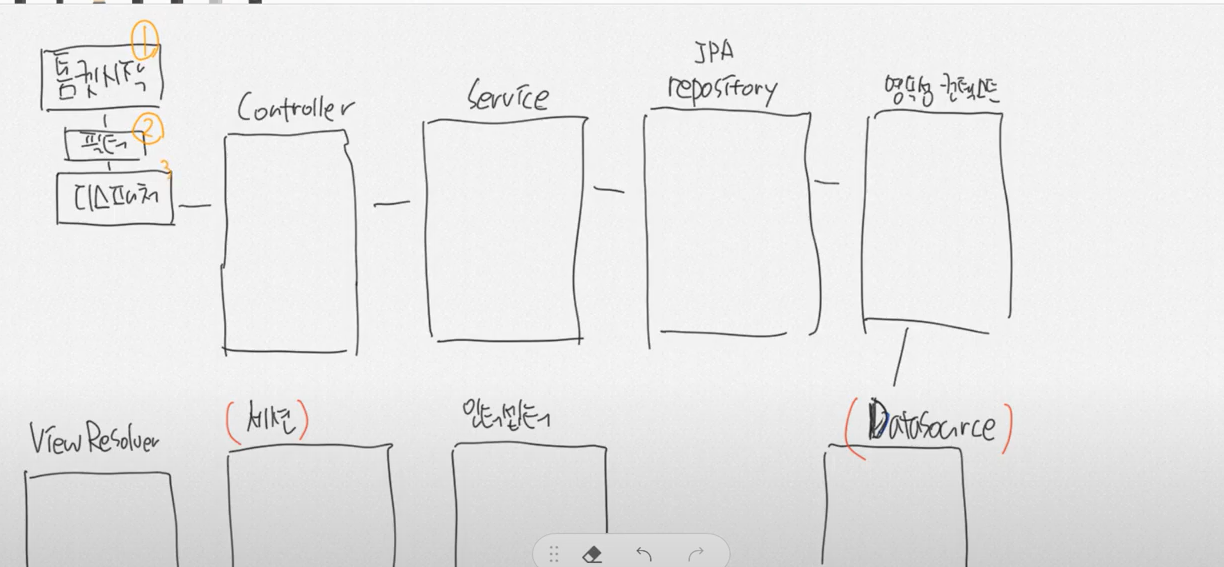 ①
톰켓시작
②
필터
3
디스패처
Controller
Service
JPA
repository
영속성 컨텍스트
ViewResolver
(세션)
인터셉터
(Datasource)